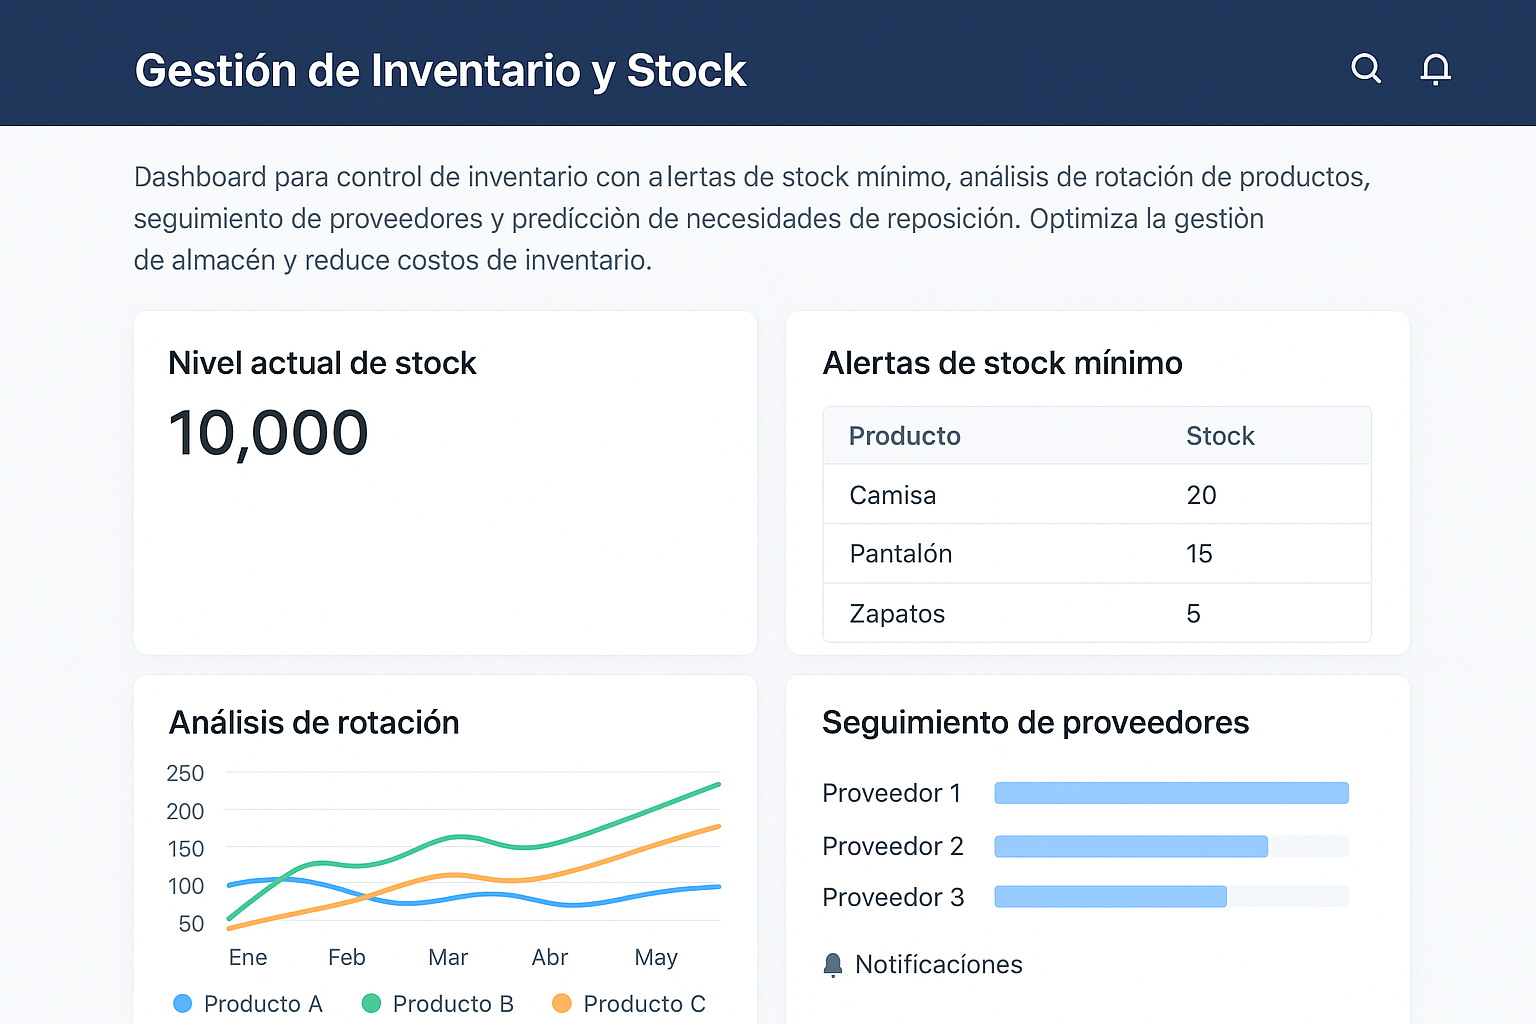 Gestión de Inventario y Stock
Dashboard para control de inventario con alertas de stock mínimo, análisis de rotación de productos,
seguimiento de proveedores y predícciòn de necesidades de reposición. Optimiza la gestiòn
de almacén y reduce costos de inventario.
Nivel actual de stock
10,000
Alertas de stock mínimo
Producto Stock
Camisa 20
Pantalón 15
Zapatos 5
Análisis de rotación
250
200
150
100
50
Ene Feb Mar Abr May
Producto A Producto B Producto C
Seguimiento de proveedores
Proveedor 1
Proveedor 2
Proveedor 3
Notifícacíones